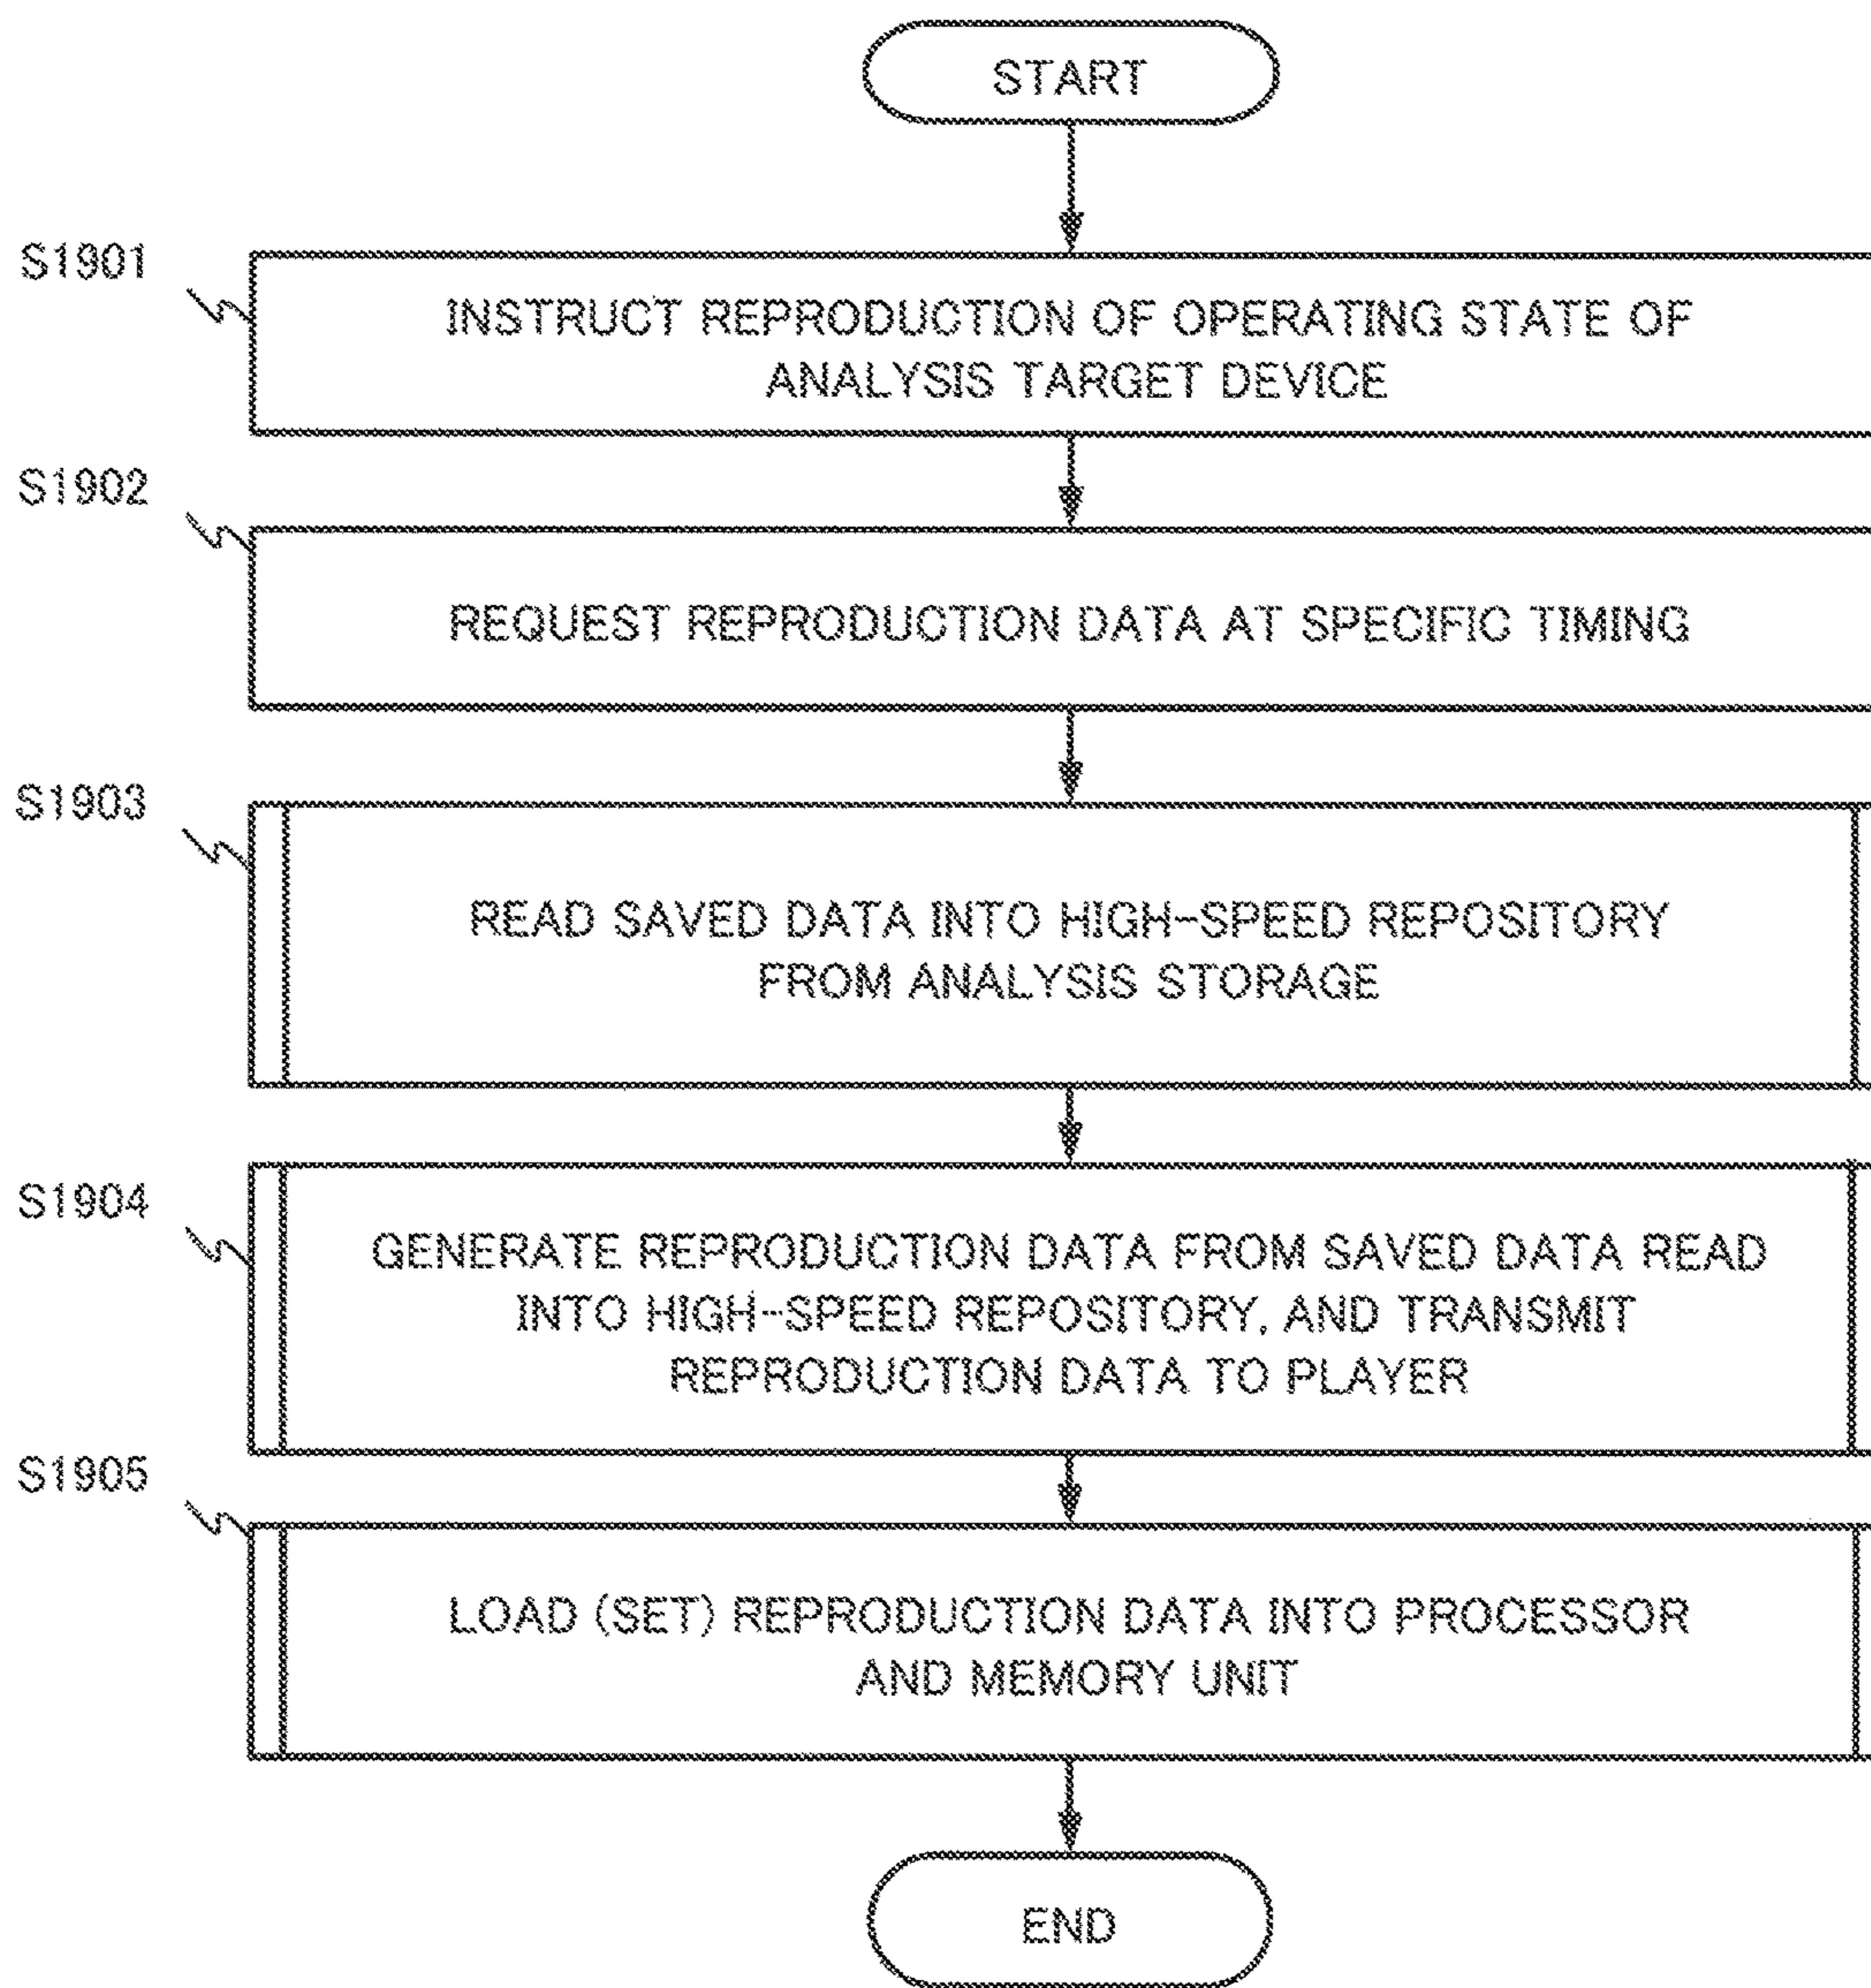 START
S1901
INSTRUCT REPRODUCTION OF OPERATING STATE OF
ANALYSIS TARGET DEVICE
S1902
REQUEST REPRODUCTION DATA AT SPECIFIC TIMING
S1903
READ SAVED DATA INTO HIGH-SPEED REPOSITORY
FROM ANALYSIS STORAGE
S1904
GENERATE REPRODUCTION DATA FROM SAVED DATA READ
INTO HIGH-SPEED REPOSITORY, AND TRANSMIT
REPRODUCTION DATA TO PLAYER
S1905
LOAD (SET) REPRODUCTION DATA INTO PROCESSOR
AND MEMORY UNIT
END